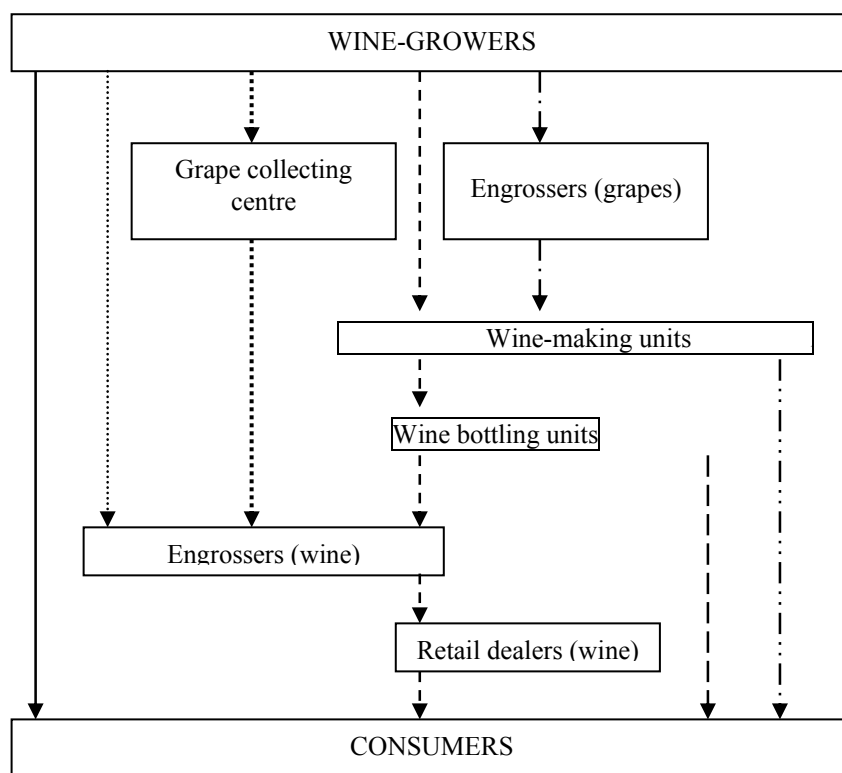 WINE-GROWERS
Grape collecting
centre
Engrossers (grapes)
Wine-making units
Wine bottling units
Engrossers (wine)
Retail dealers (wine)
CONSUMERS